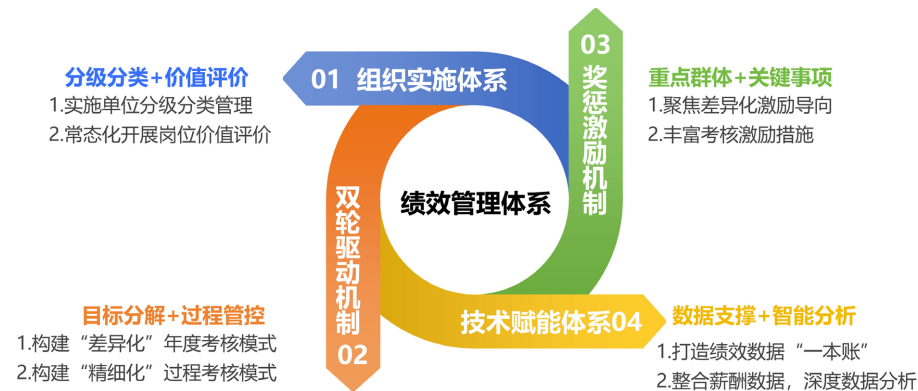 分级分类+价值评价
1.实施单位分级分类管理
2.常态化开展岗位价值评价
01 组织实施体系
03
奖惩激励机制
重点群体+关键事项
1.聚焦差异化激励导向
2.丰富考核激励措施
绩效管理体系
双轮驱动机制
02
目标分解+过程管控
1.构建“差异化”年度考核模式
2.构建“精细化”过程考核模式
技术赋能体系04
数据支撑+智能分析
1.打造绩效数据“一本账”
2.整合薪酬数据，深度数据分析